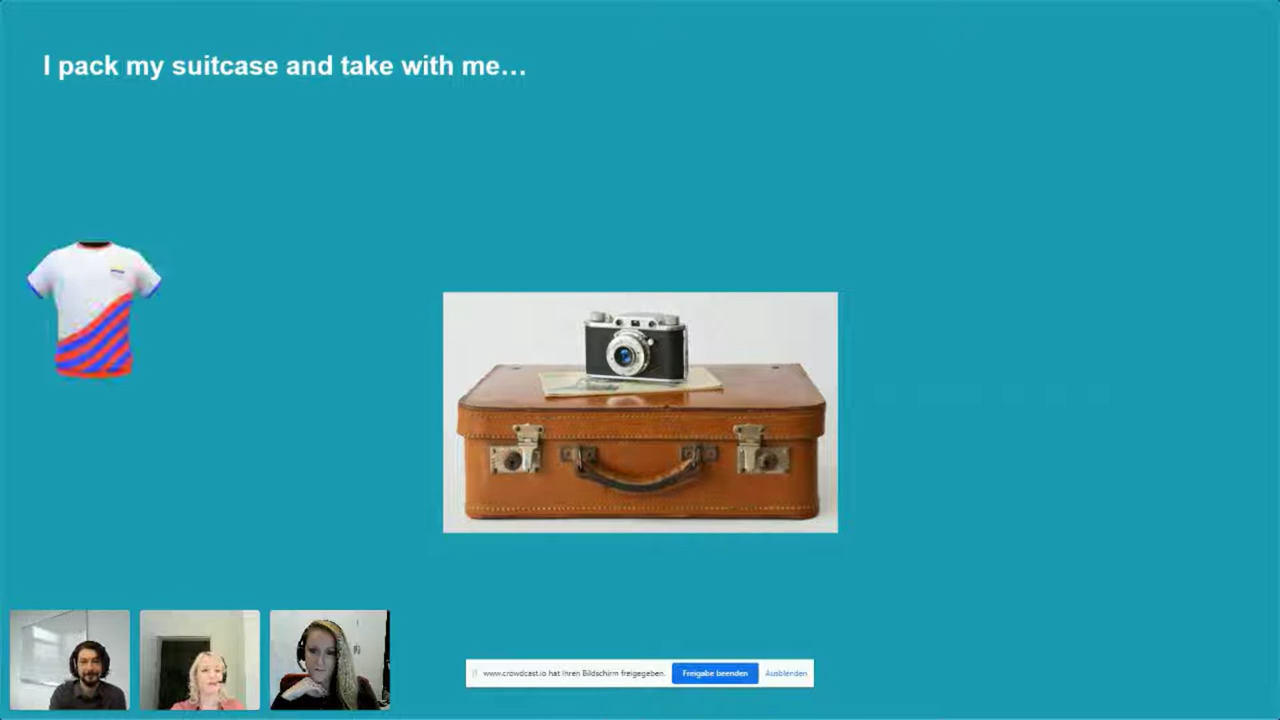 I pack my suitcase and take with me…
www.crowdcast.io hat Ihren Bildschirm freigegeben. Freigabe beenden Ausblenden